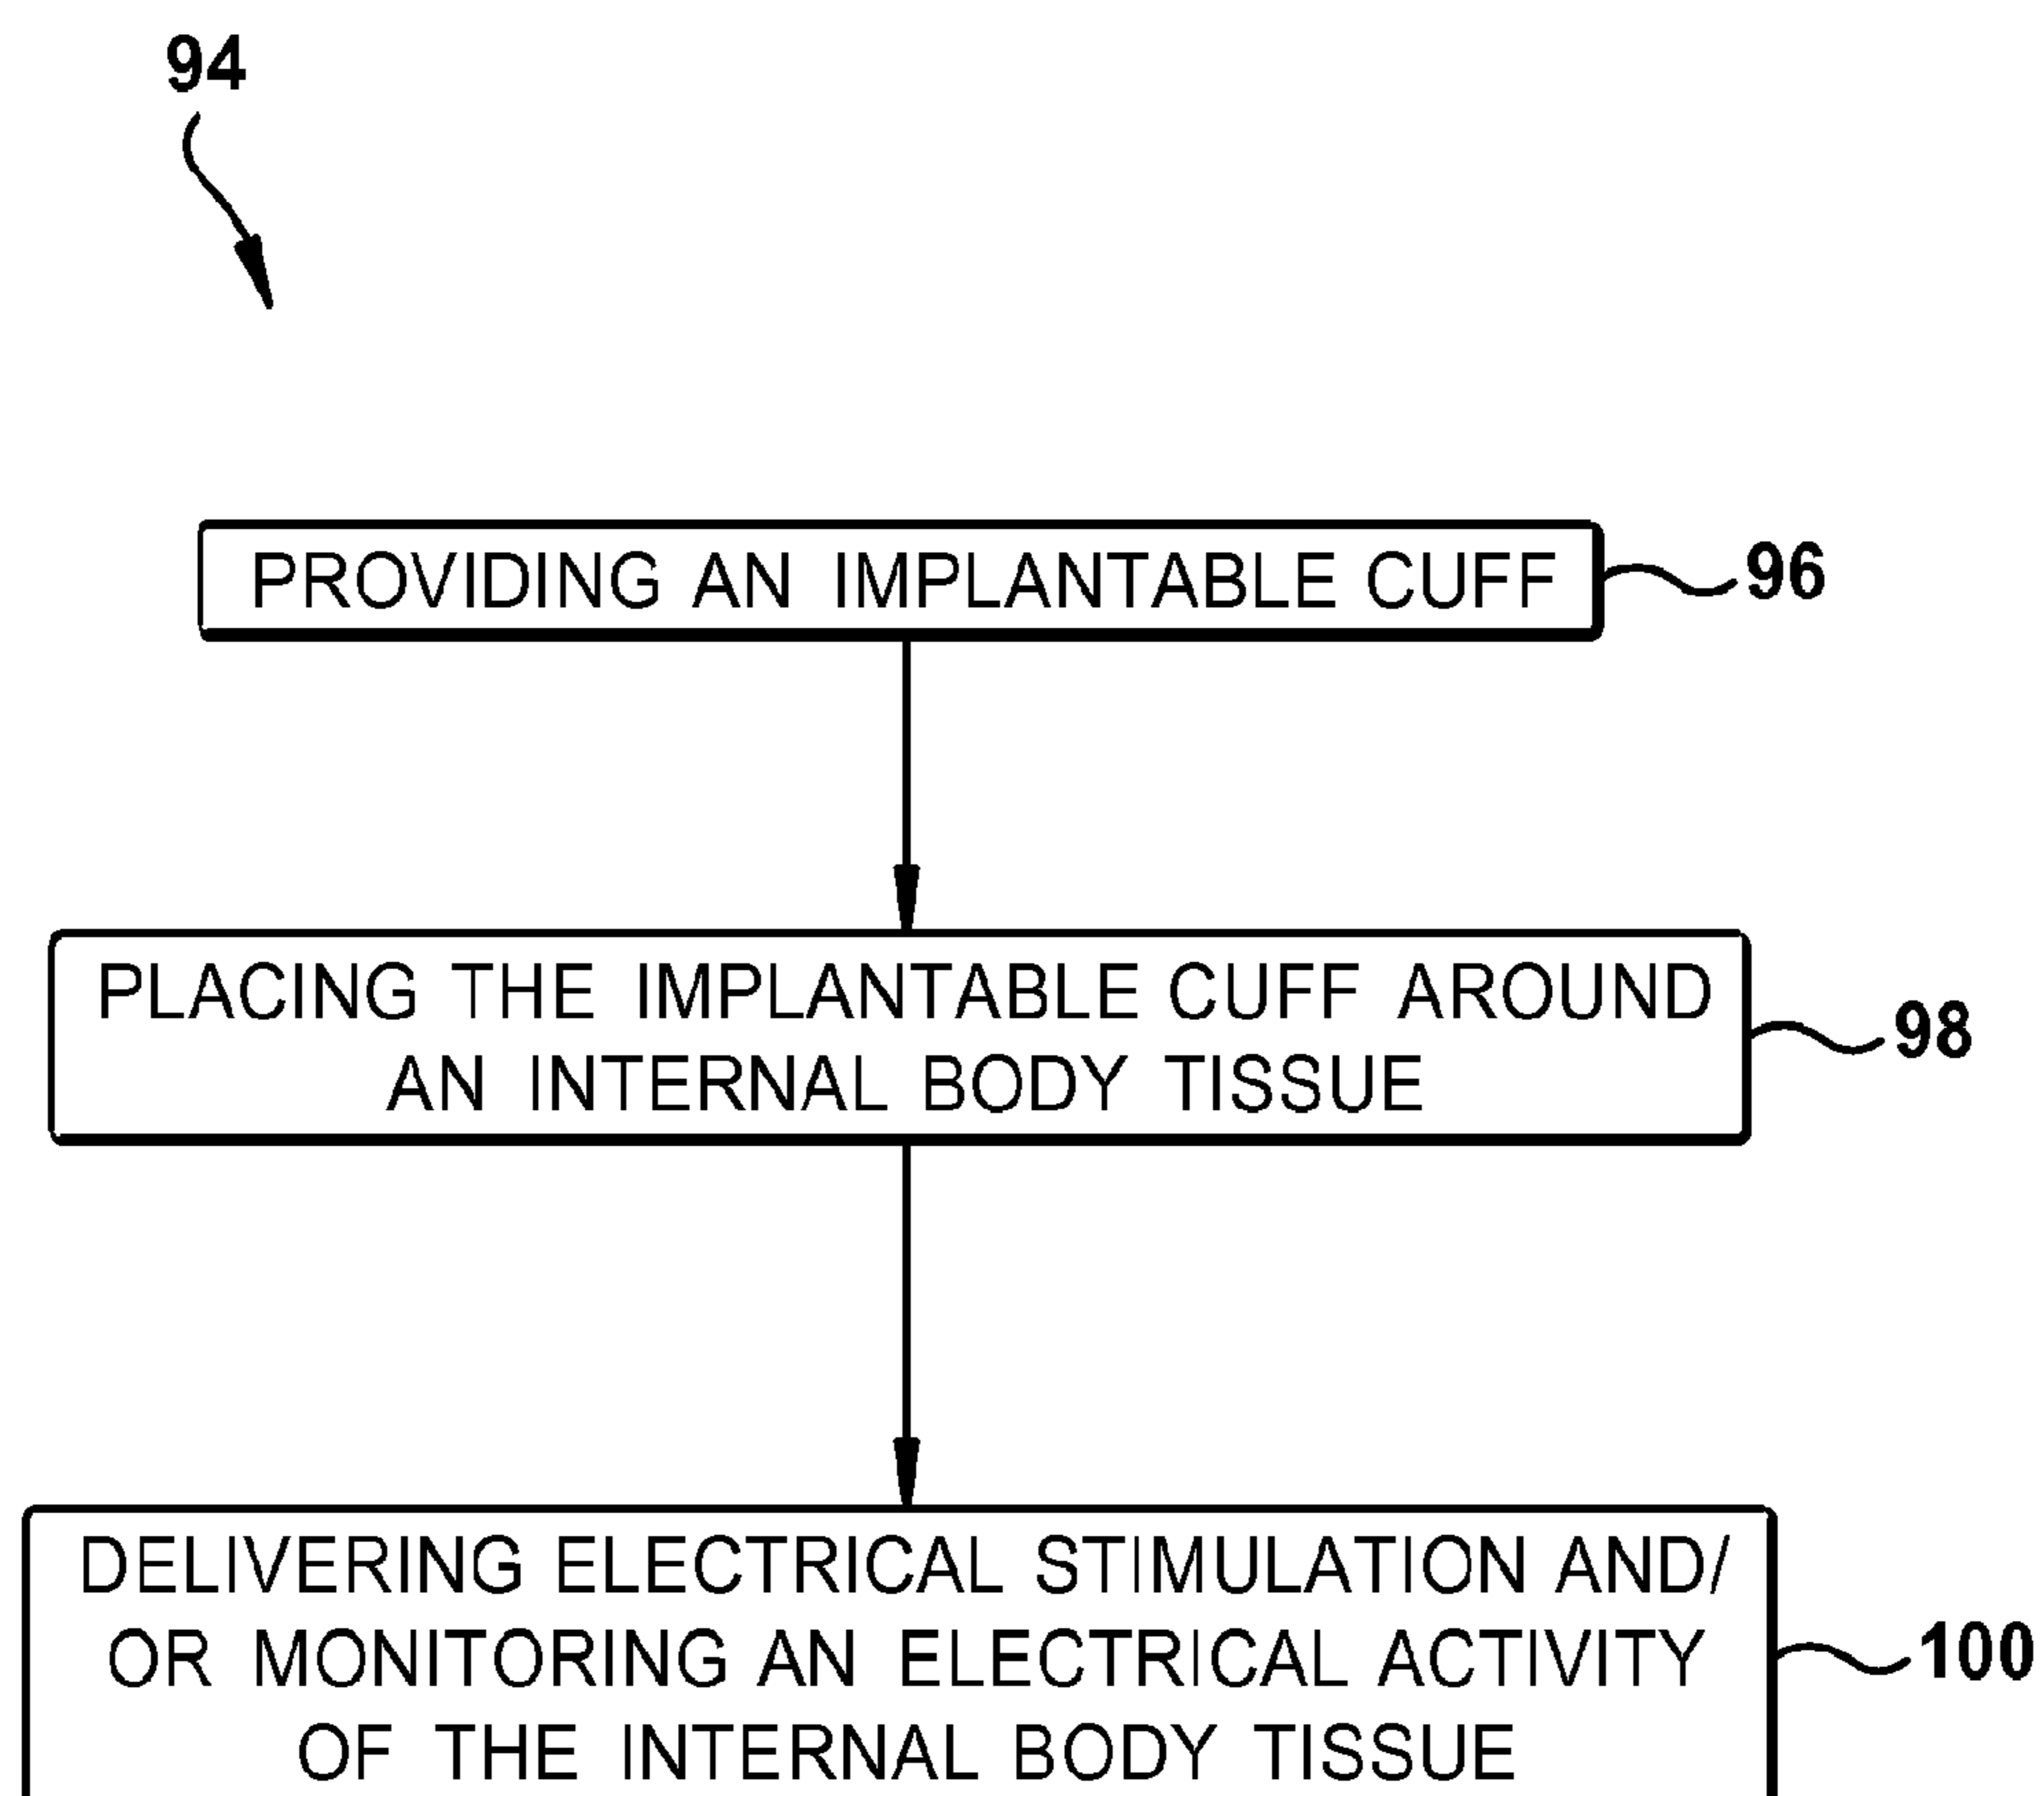 94
PROVIDING AN IMPLANTABLE CUFF
96
PLACING THE IMPLANTABLE CUFF AROUND
AN INTERNAL BODY TISSUE
98
DELIVERING ELECTRICAL STIMULATION AND/
OR MONITORING AN ELECTRICAL ACTIVITY
OF THE INTERNAL BODY TISSUE
100